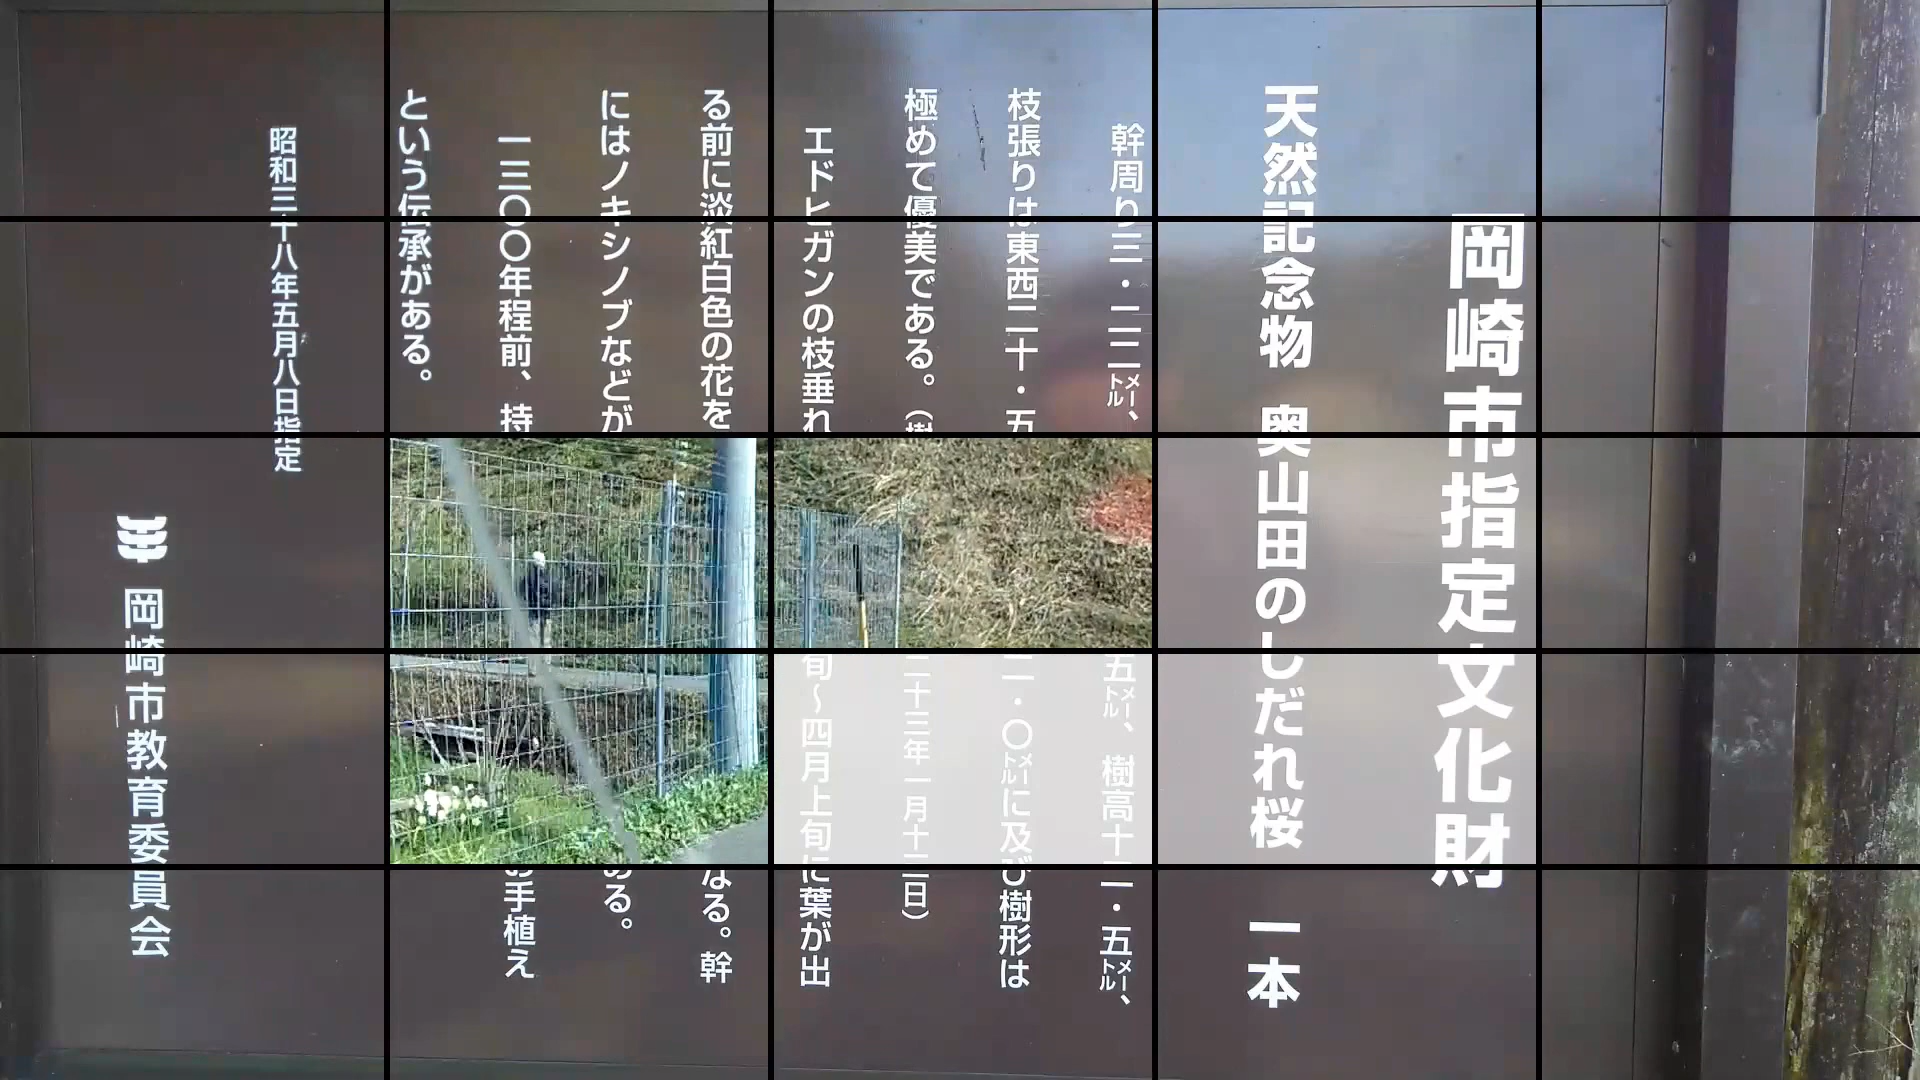 岡崎市指定文化財
天然記念物 奥山田のしだれ桜 一本
幹周り三・二二メートル、
五メートル、樹高十一・五メートル、
枝張りは東西二十・五
二・〇メートルに及び樹形は
極めて優美である。(樹
二十三年一月十二日)
エドヒガンの枝垂れ
旬~四月上旬に葉が出
る前に淡紅白色の花を
なる。幹
にはノキシノブなどが
ある。
一三〇〇年程前、持
お手植え
という伝承がある。
昭和三十八年五月八日指定
岡崎市教育委員会